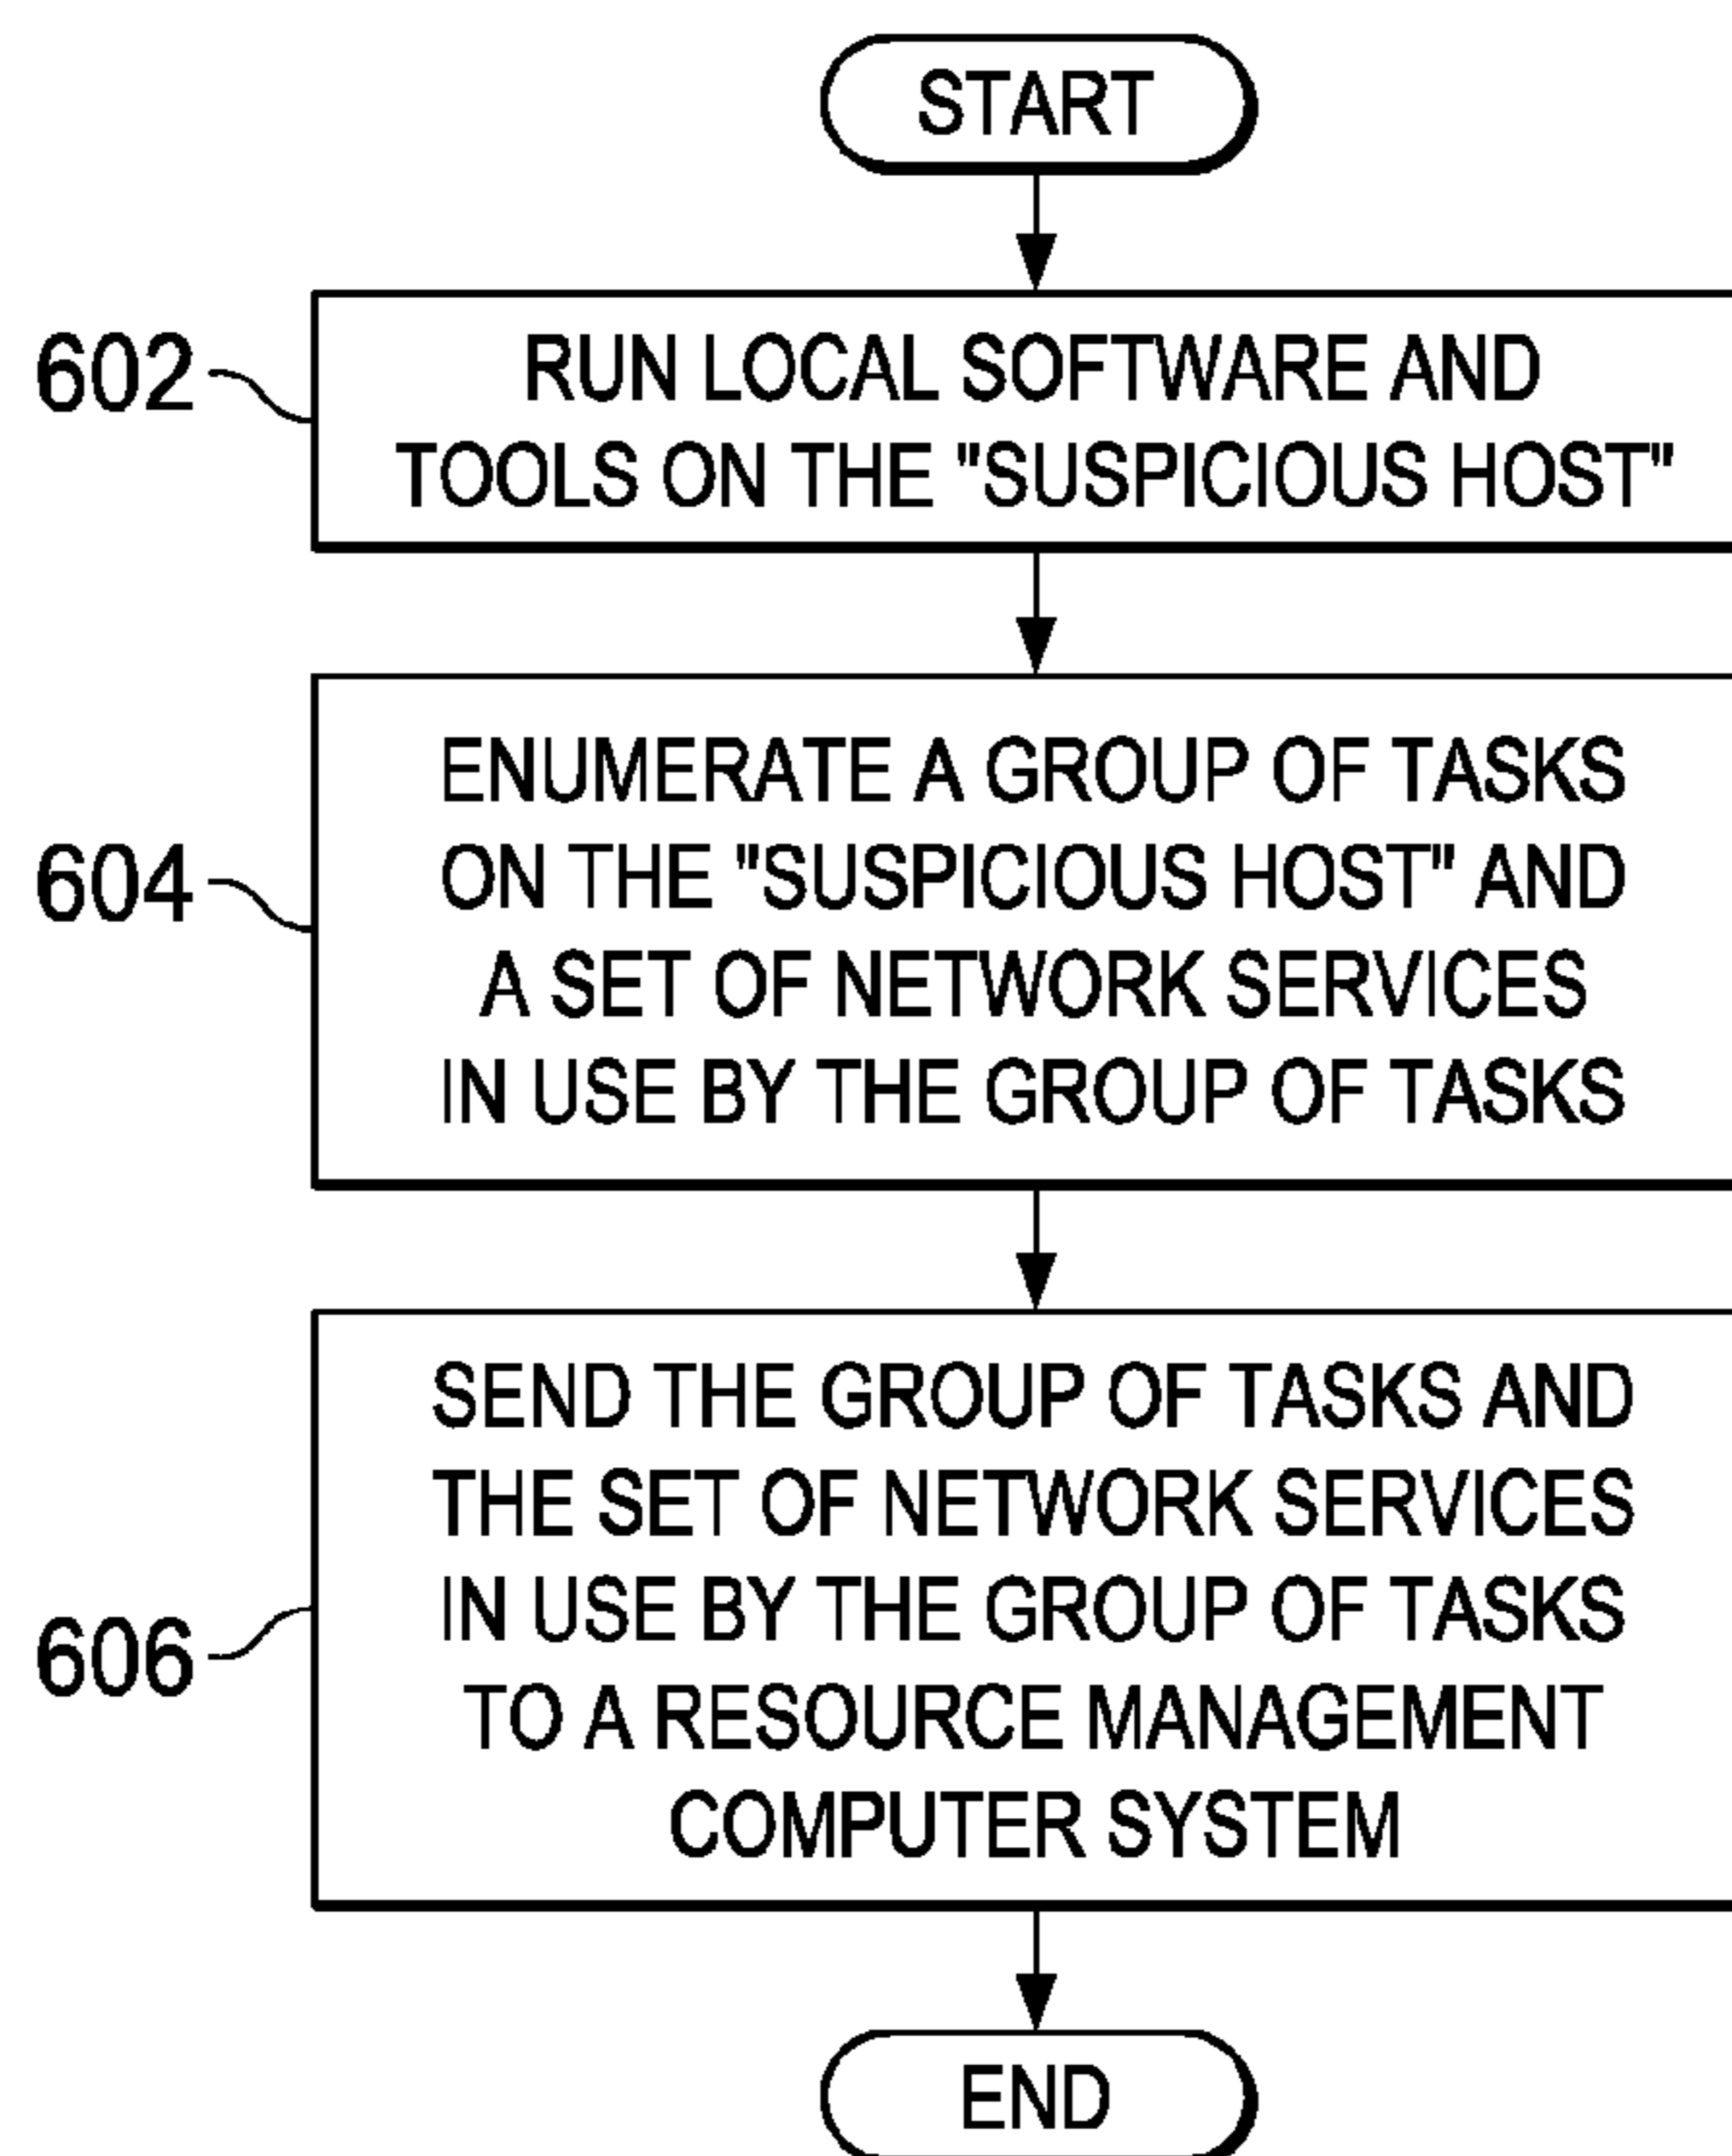 START
602
RUN LOCAL SOFTWARE AND
TOOLS ON THE "SUSPICIOUS HOST"
604
ENUMERATE A GROUP OF TASKS
ON THE "SUSPICIOUS HOST" AND
A SET OF NETWORK SERVICES
IN USE BY THE GROUP OF TASKS
606
SEND THE GROUP OF TASKS AND
THE SET OF NETWORK SERVICES
IN USE BY THE GROUP OF TASKS
TO A RESOURCE MANAGEMENT
COMPUTER SYSTEM
END